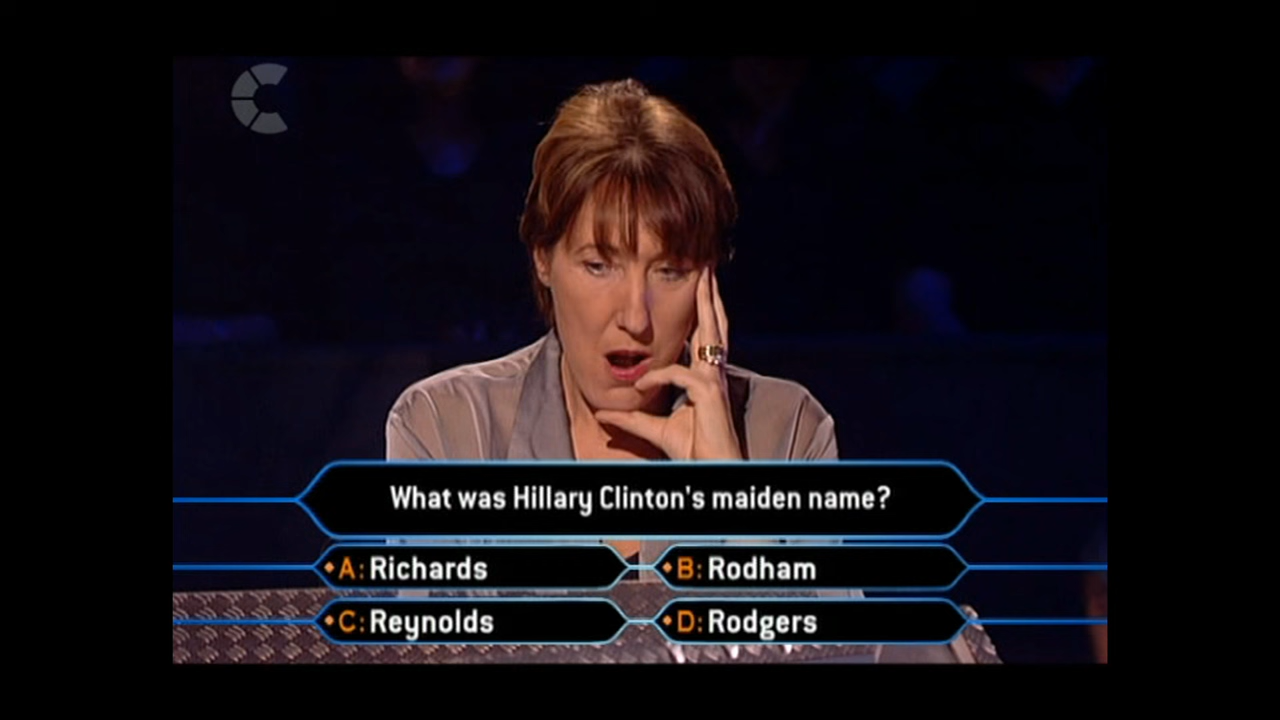 What was Hillary Clinton's maiden name?
A: Richards
B: Rodham
C: Reynolds
D: Rodgers